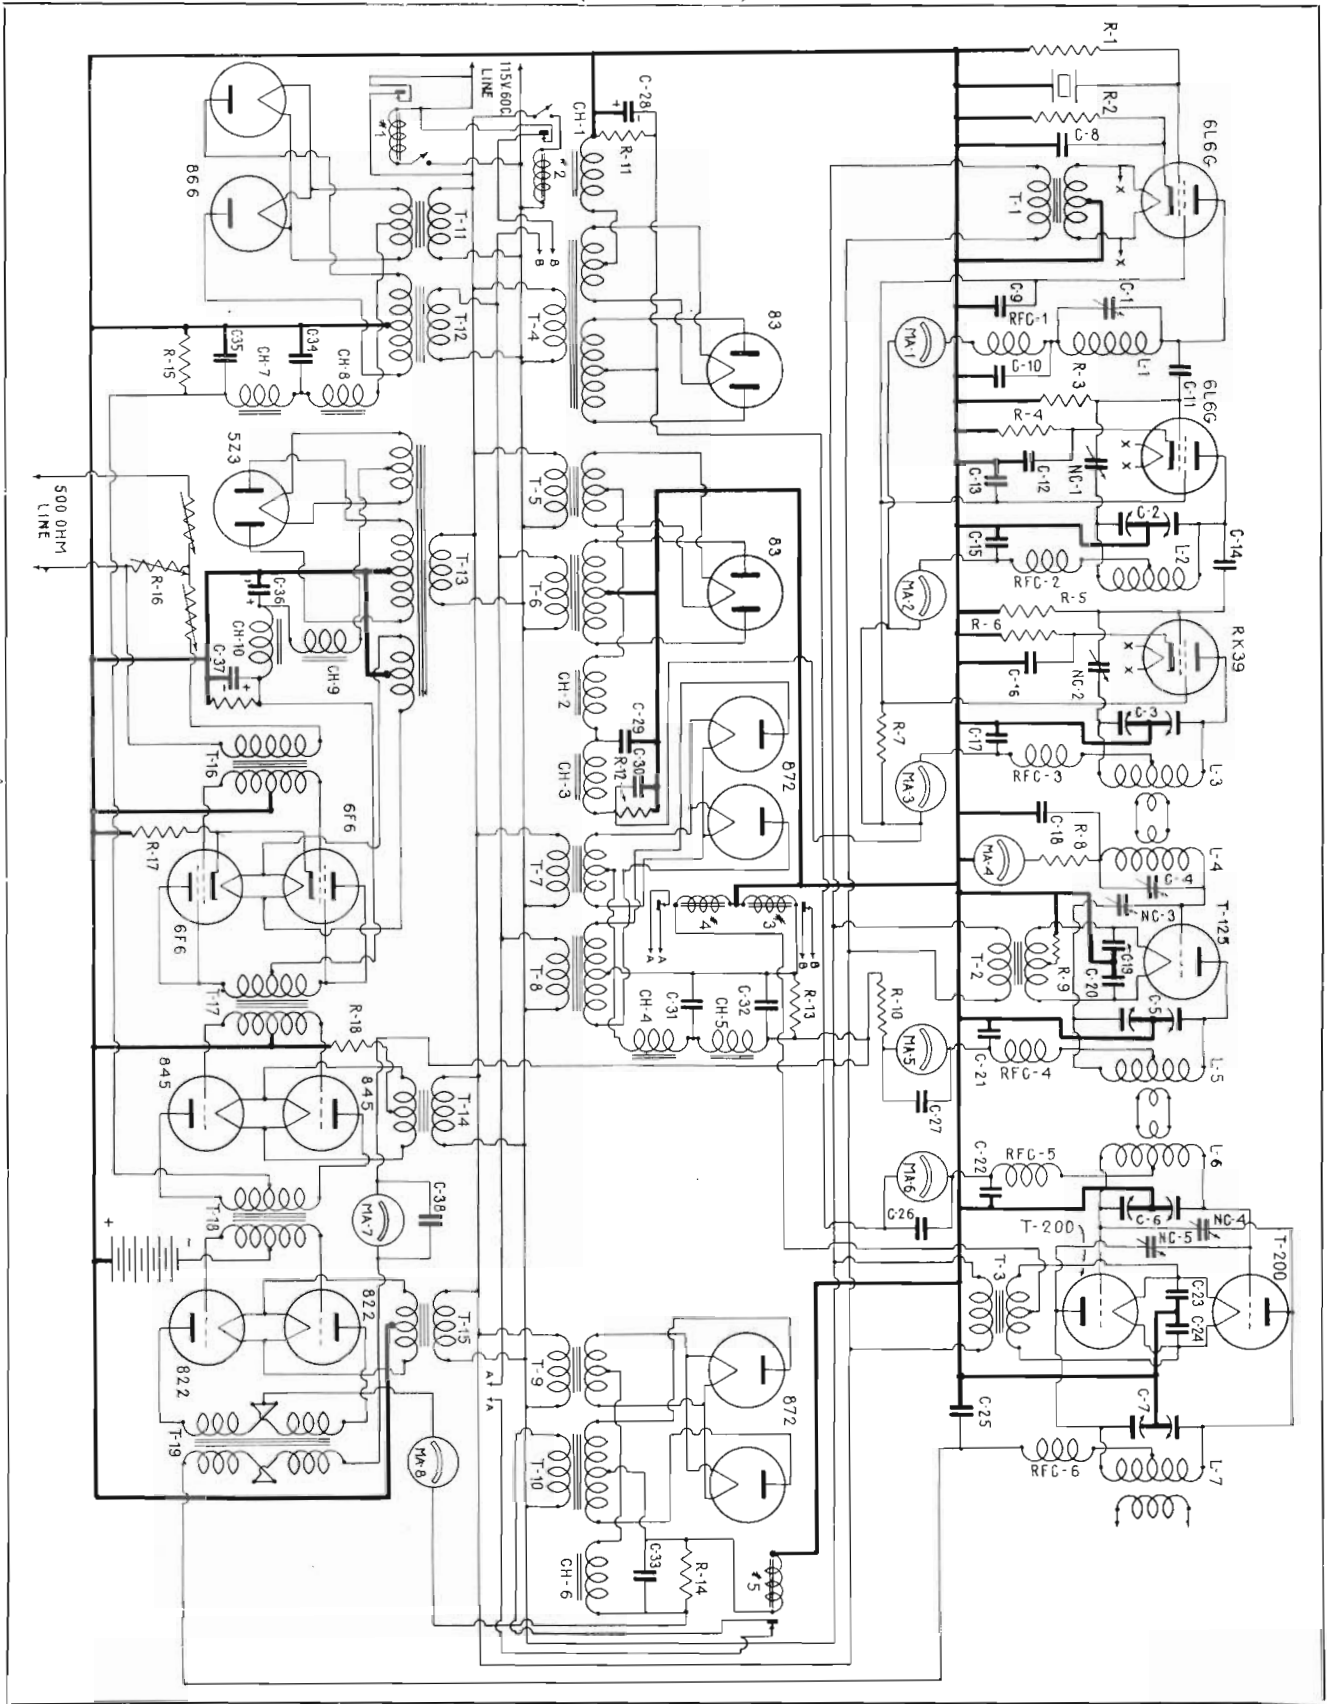 6L6G
6L6G
RK39
T-125
T-200
T-200
L-1
L-2
L-3
L-4
L-5
L-6
L-7
R-1
R-2
C-8
X
X
T-1
C-1
C-11
C-9
RFC-1
C-10
MA-1
R-3
R-4
NC-1
X
X
C-12
C-13
C-2
C-14
C-15
RFC-2
MA-2
R-5
R-6
X
X
NC-2
C-16
C-3
C-17
RFC-3
R-7
MA-3
C-18
R-8
MA-4
C-4
NC-3
T-2
R-9
C-19
C-20
C-5
C-21
RFC-4
R-10
MA-5
C-27
C-22
RFC-5
MA-6
C-26
C-6
NC-4
NC-5
T-3
C-23
C-24
C-7
C-25
RFC-6
83
83
872
872
C-28
+
-
CH-1
R-11
115V.60C.
LINE
#1
#2
B
B
T-4
T-5
T-6
CH-2
CH-3
C-29
C-30
R-12
T-7
T-8
#4
#3
A
A
B
B
CH-4
C-31
CH-5
C-32
R-13
A
A
T-9
T-10
CH-6
C-33
R-14
#5
866
T-11
T-12
R-15
C35
CH-7
C34
CH-8
5Z3
T-13
500 OHM
LINE
R-16
C-36
+
CH-10
CH-9
C-37
-
+
T-16
6F6
6F6
R-17
T-17
R-18
845
845
T-14
T-18
MA-7
C-38
+
-
822
822
T-15
T-19
MA-8